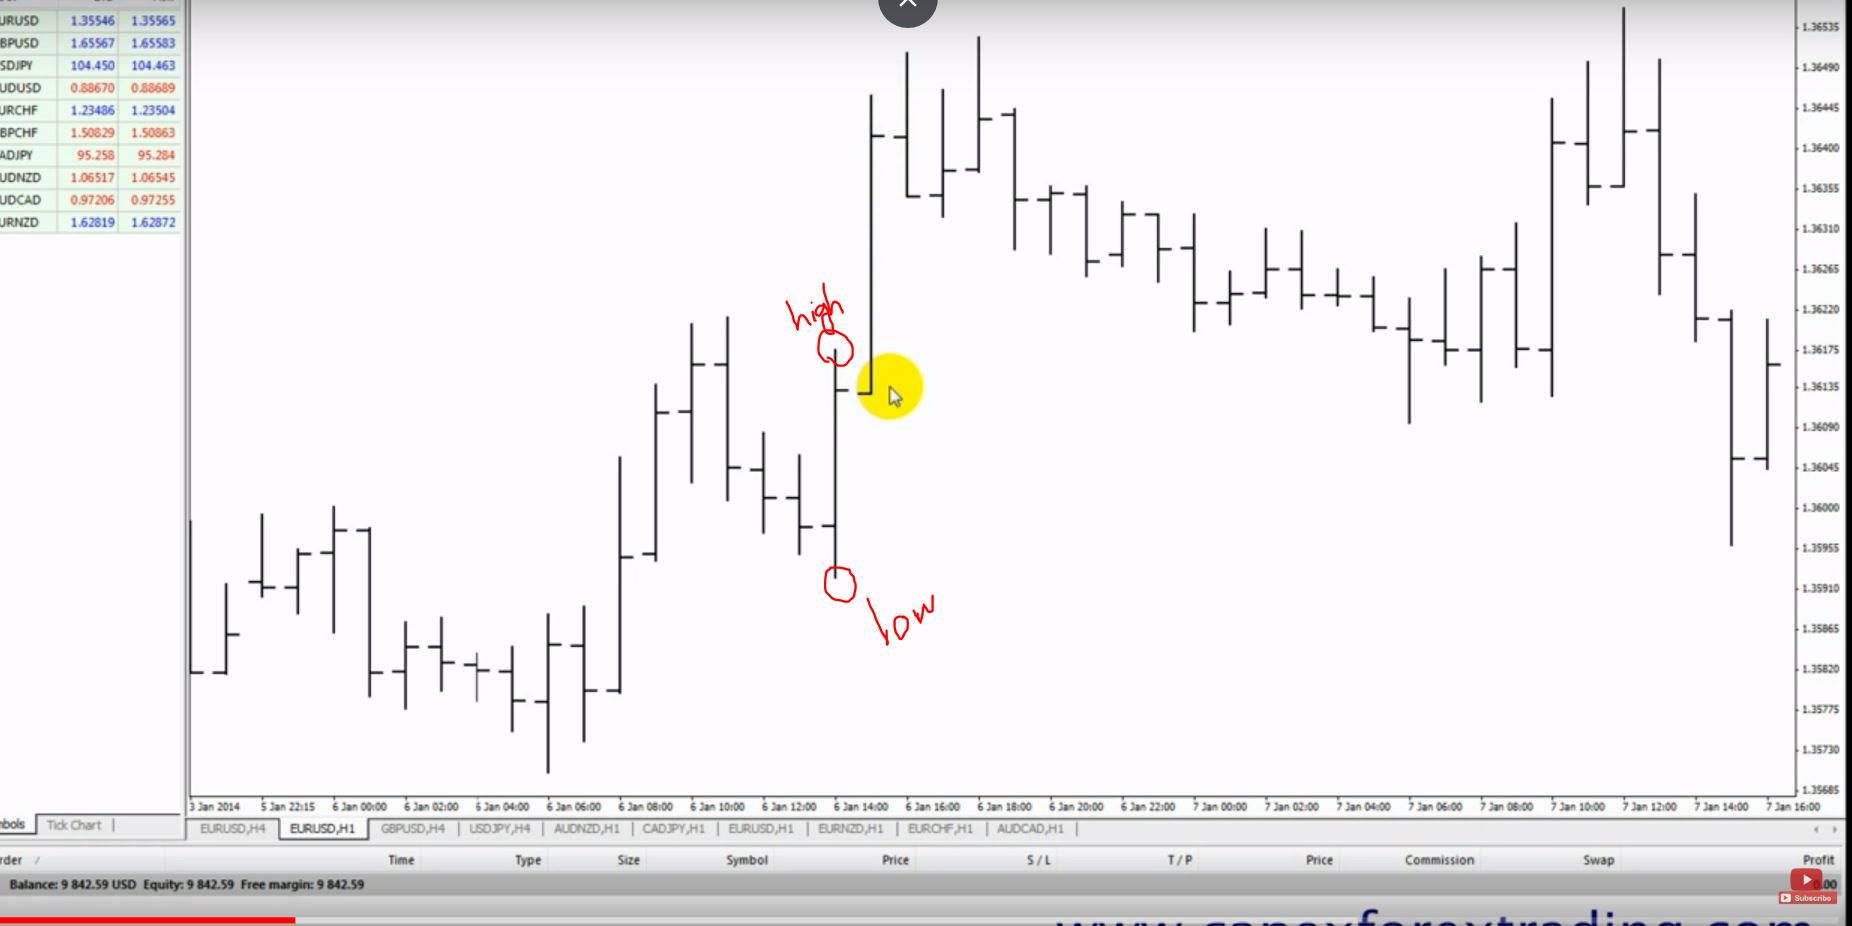 URUSD 1.35546 1.35565
BPUSD 1.65567 1.65583
SDJPY 104.450 104.463
UDUSD 0.88670 0.88689
URCHF 1.23486 1.23504
BPCHF 1.50829 1.50863
ADJPY 95.258 95.284
UDNZD 1.06517 1.06545
UDCAD 0.97206 0.97255
URNZD 1.62819 1.62872
high
low
1.36535
1.36490
1.36445
1.36400
1.36355
1.36310
1.36265
1.36220
1.36175
1.36135
1.36090
1.36045
1.36000
1.35955
1.35910
1.35865
1.35820
1.35775
1.35730
1.35685
3 Jan 2014 5 Jan 22:15 6 Jan 00:00 6 Jan 02:00 6 Jan 04:00 6 Jan 06:00 6 Jan 08:00 6 Jan 10:00 6 Jan 12:00 6 Jan 14:00 6 Jan 16:00 6 Jan 18:00 6 Jan 20:00 6 Jan 22:00 7 Jan 00:00 7 Jan 02:00 7 Jan 04:00 7 Jan 06:00 7 Jan 08:00 7 Jan 10:00 7 Jan 12:00 7 Jan 14:00 7 Jan 16:00
mbols Tick Chart |
EURUSD,H4 EURUSD,H1 GBPUSD,H4 | USDJPY,H4 | AUDNZD,H1 | CADJPY,H1 | EURUSD,H1 | EURNZD,H1 | EURCHF,H1 | AUDCAD,H1 |
rder / Time Type Size Symbol Price S / L T / P Price Commission Swap Profit
Balance: 9 842.59 USD Equity: 9 842.59 Free margin: 9 842.59 0.00
Subscribe